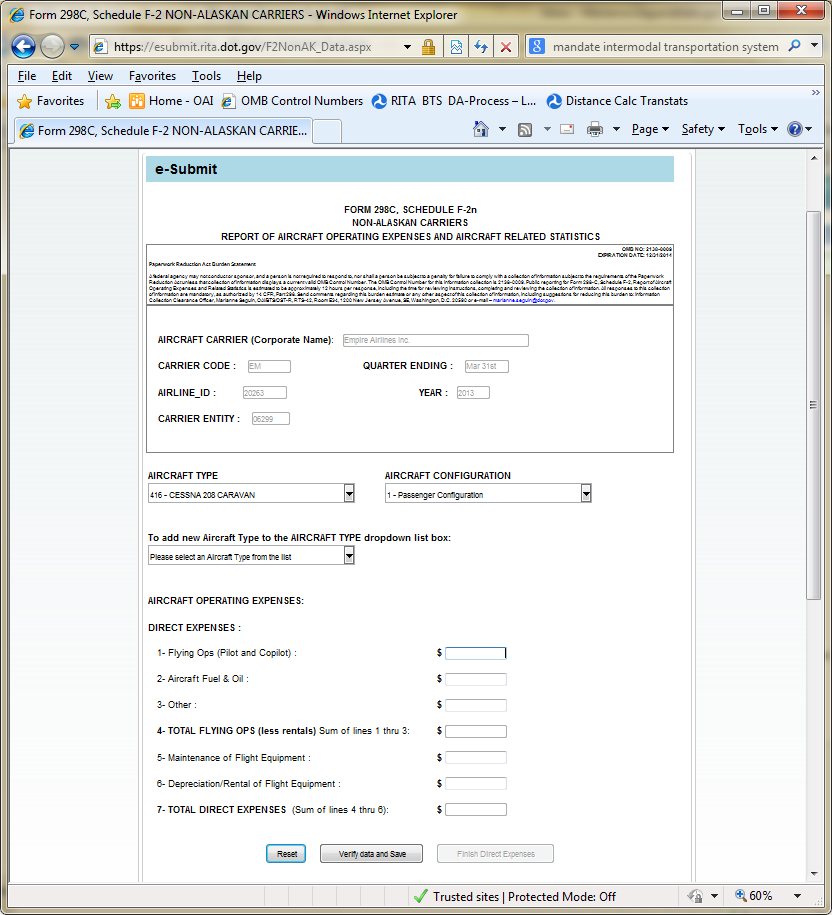 Form 298C, Schedule F-2 NON-ALASKAN CARRIERS - Windows Internet Explorer
https://esubmit.rita.dot.gov/F2NonAK_Data.aspx
mandate intermodal transportation system
File Edit View Favorites Tools Help
Favorites Home - OAI OMB Control Numbers RITA BTS DA-Process – L... Distance Calc Transtats
Form 298C, Schedule F-2 NON-ALASKAN CARRIE... Page Safety Tools
e-Submit
FORM 298C, SCHEDULE F-2n
NON-ALASKAN CARRIERS
REPORT OF AIRCRAFT OPERATING EXPENSES AND AIRCRAFT RELATED STATISTICS
OMB NO: 2138-0009
EXPIRATION DATE: 12/31/2014
Paperwork Reduction Act Burden Statement
A federal agency may not conduct or sponsor, and a person is not required to respond to, nor shall a person be subject to a penalty for failure to comply with a collection of information subject to the requirements of the Paperwork
Reduction Act unless that collection of information displays a current valid OMB Control Number. The OMB Control Number for this information collection is 2138-0009. Public reporting for Form 298-C, Schedule F-2, Report of Aircraft
Operating Expenses and Related Statistics is estimated to be approximately 12 hours per response, including the time for reviewing instructions, completing and reviewing the collection of information. All responses to this collection
of information are mandatory, as authorized by 14 CFR, Part 298. Send comments regarding this burden estimate or any other aspect of this collection of information, including suggestions for reducing this burden to: Information
Collection Clearance Officer, Marianne Seguin, OAI/BTS/OST-R, RTS-42, Room E34, 1200 New Jersey Avenue, SE, Washington, D.C. 20590 or e-mail – marianne.seguin@dot.gov.
AIRCRAFT CARRIER (Corporate Name): Empire Airlines Inc.
CARRIER CODE : EM QUARTER ENDING : Mar 31st
AIRLINE_ID : 20263 YEAR : 2013
CARRIER ENTITY : 06299
AIRCRAFT TYPE AIRCRAFT CONFIGURATION
416 - CESSNA 208 CARAVAN 1 - Passenger Configuration
To add new Aircraft Type to the AIRCRAFT TYPE dropdown list box:
Please select an Aircraft Type from the list
AIRCRAFT OPERATING EXPENSES:
DIRECT EXPENSES :
1- Flying Ops (Pilot and Copilot) : $
2- Aircraft Fuel & Oil : $
3- Other : $
4- TOTAL FLYING OPS (less rentals) Sum of lines 1 thru 3: $
5- Maintenance of Flight Equipment : $
6- Depreciation/Rental of Flight Equipment : $
7- TOTAL DIRECT EXPENSES (Sum of lines 4 thru 6): $
Reset Verify data and Save Finish Direct Expenses
Trusted sites | Protected Mode: Off 60%